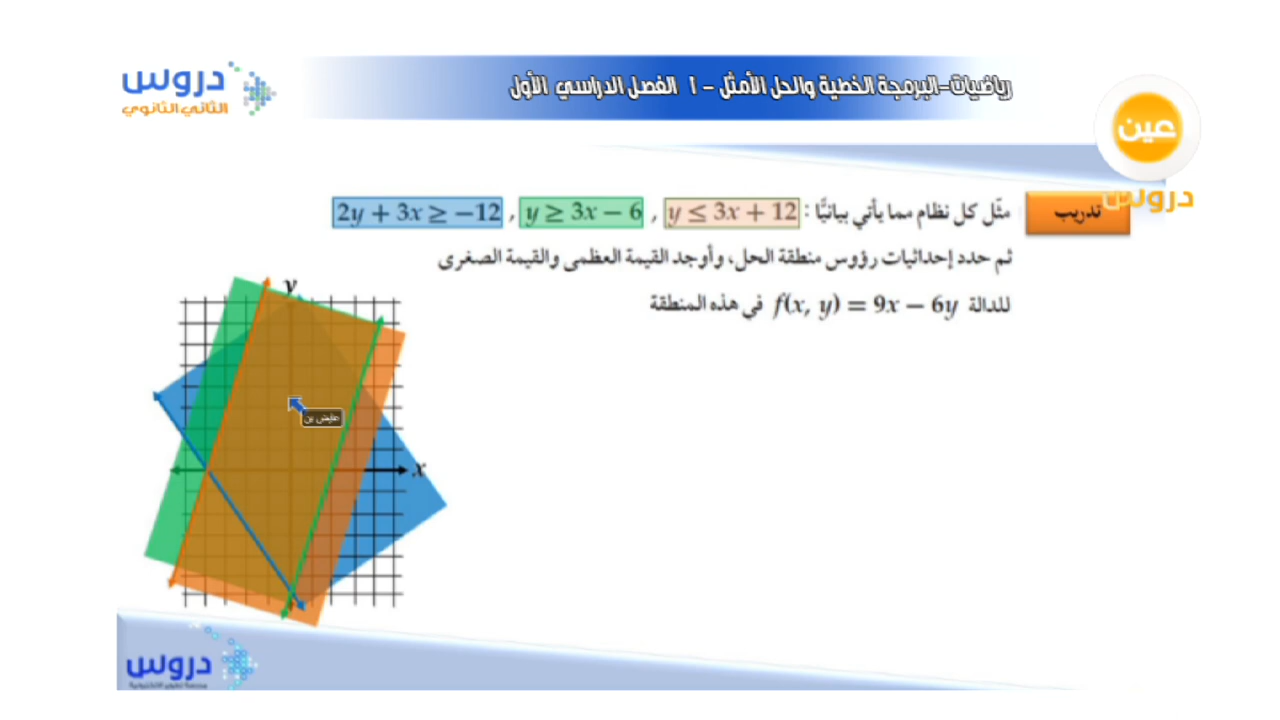 دروس
الثاني الثانوي
رياضيات-البرمجة الخطية والحل الأمثل - ٢ الفصل الدراسي الأول
عين
دروس
تدريب
مثّل كل نظام مما يأتي بيانيًّا : y ≤ 3x + 12 , y ≥ 3x − 6 , 2y + 3x ≥ −12
ثم حدد إحداثيات رؤوس منطقة الحل، وأوجد القيمة العظمى والقيمة الصغرى
للدالة f(x, y) = 9x − 6y في هذه المنطقة
y
x
دروس